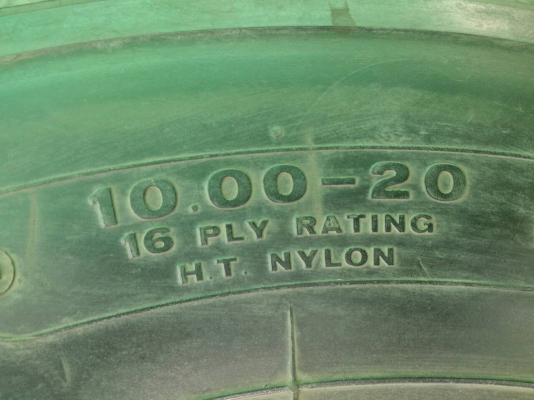 10.00-20
16 PLY RATING
H.T. NYLON